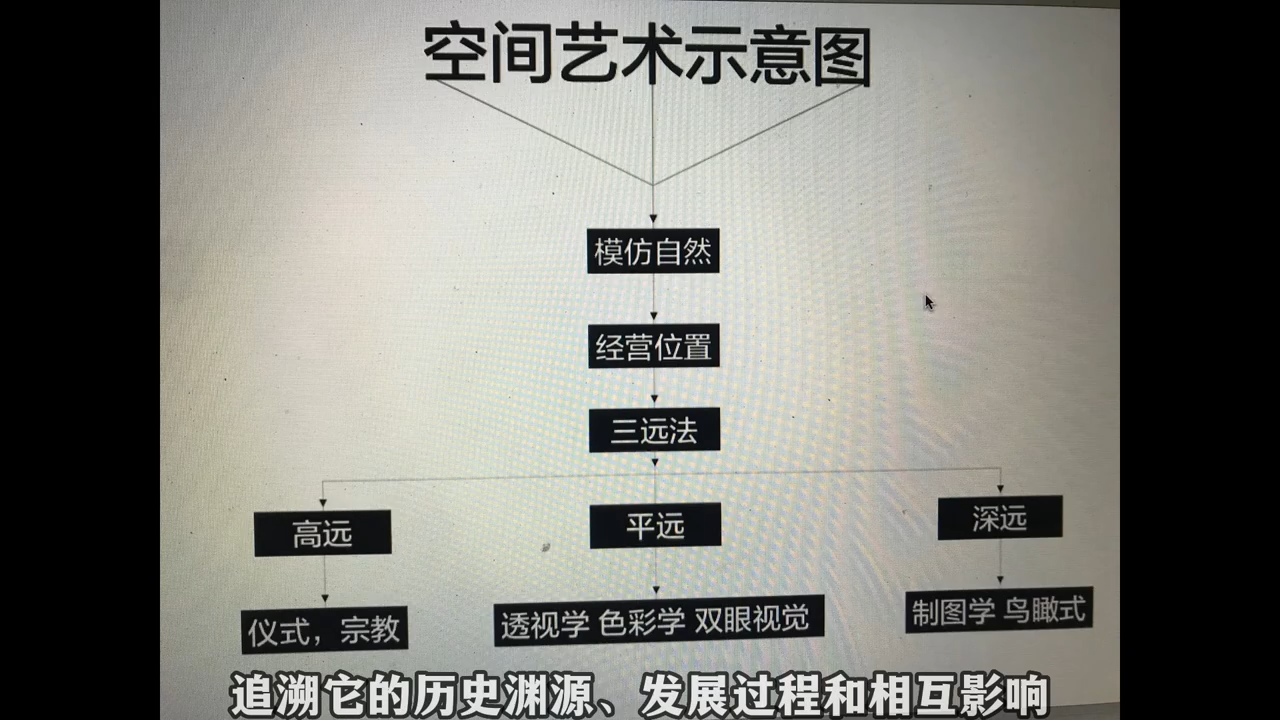 空间艺术示意图
模仿自然
经营位置
三远法
高远
平远
深远
仪式，宗教
透视学 色彩学 双眼视觉
制图学 鸟瞰式
追溯它的历史渊源、发展过程和相互影响